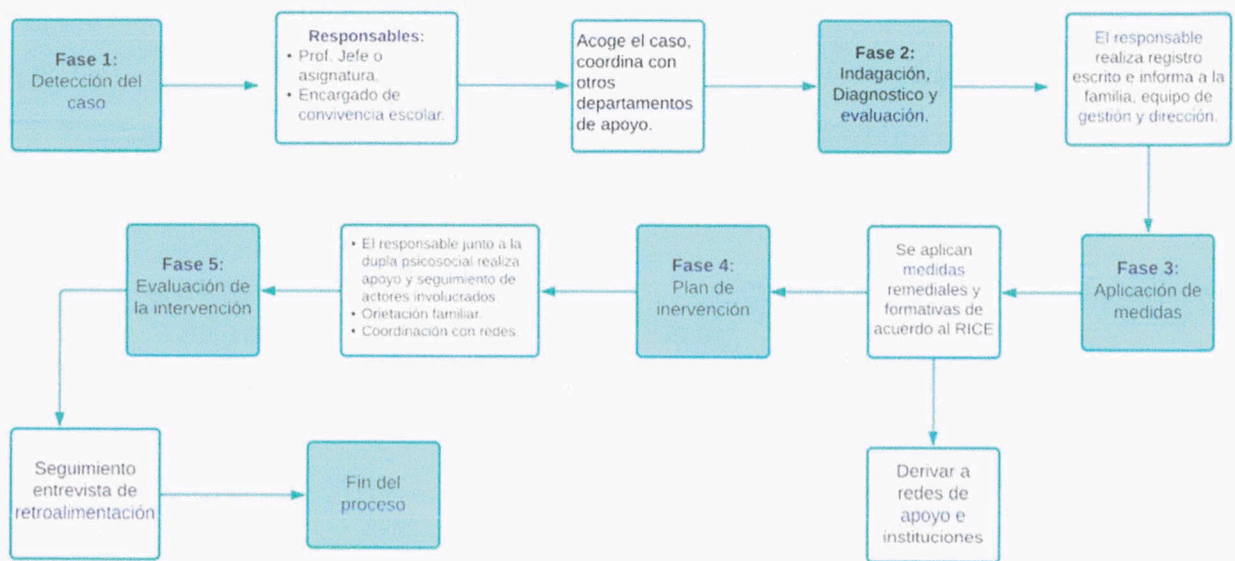 Fase 1:
Detección del
caso
Responsables:
• Prof. Jefe o
asignatura.
• Encargado de
convivencia escolar.
Acoge el caso,
coordina con
otros
departamentos
de apoyo.
Fase 2:
Indagación,
Diagnostico y
evaluación.
El responsable
realiza registro
escrito e informa a
la familia, equipo de
gestión y dirección.
Fase 3:
Aplicación de
medidas
Se aplican
medidas
remediales y
formativas de
acuerdo al RICE
Derivar a
redes de
apoyo e
instituciones
Fase 4:
Plan de
inervención
• El responsable junto a la
dupla psicosocial realiza
apoyo y seguimiento de
actores involucrados.
• Orietación familiar.
• Coordinación con redes.
Fase 5:
Evaluación de
la intervención
Seguimiento
entrevista de
retroalimentación
Fin del
proceso